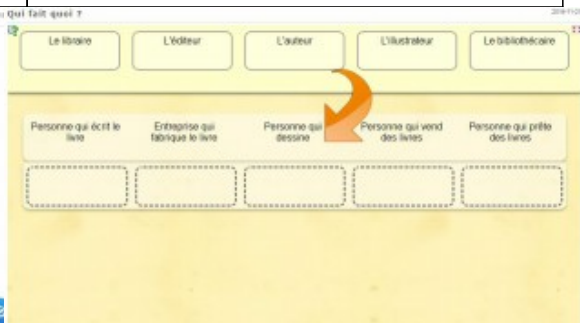 Qui fait quoi ?
Le libraire
L'éditeur
L'auteur
L'illustrateur
Le bibliothécaire
Personne qui écrit le
livre
Entreprise qui
fabrique le livre
Personne qui
dessine
Personne qui vend
des livres
Personne qui prête
des livres